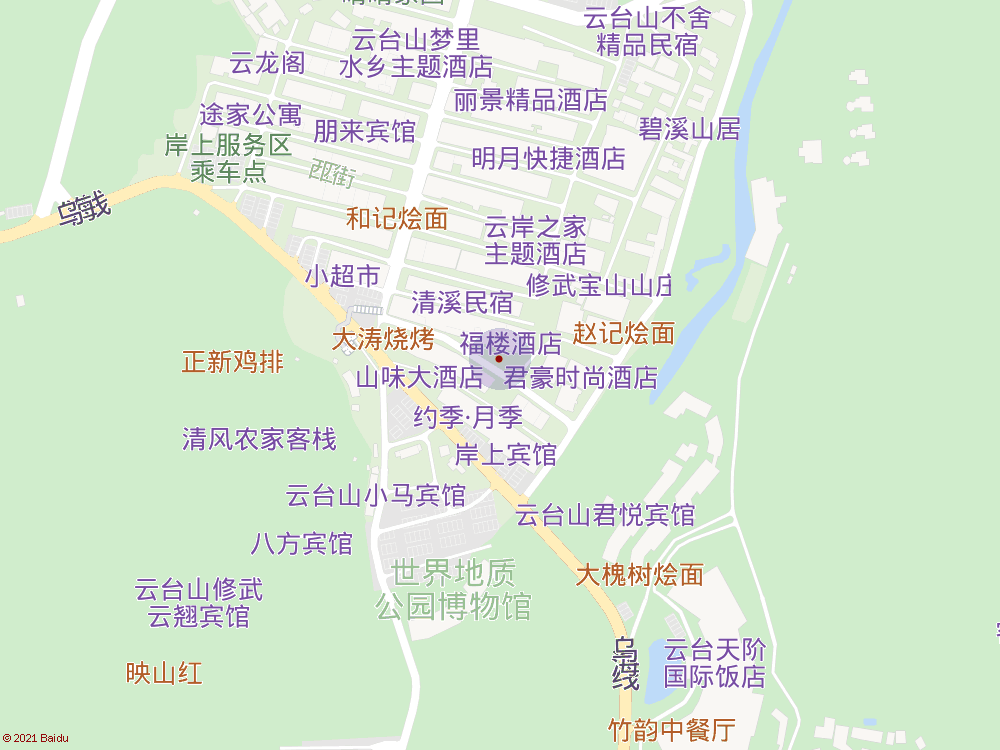 云台山不舍
精品民宿
云台山梦里
水乡主题酒店
云龙阁
丽景精品酒店
途家公寓
朋来宾馆
碧溪山居
岸上服务区
乘车点
明月快捷酒店
西街
乌海线
和记烩面
云岸之家
主题酒店
小超市
修武宝山山庄
清溪民宿
大涛烧烤
福楼酒店
赵记烩面
正新鸡排
山味大酒店
君豪时尚酒店
约季·月季
清风农家客栈
岸上宾馆
云台山小马宾馆
云台山君悦宾馆
八方宾馆
世界地质
公园博物馆
大槐树烩面
云台山修武
云翘宾馆
乌海线
云台天阶
国际饭店
映山红
竹韵中餐厅
© 2021 Baidu